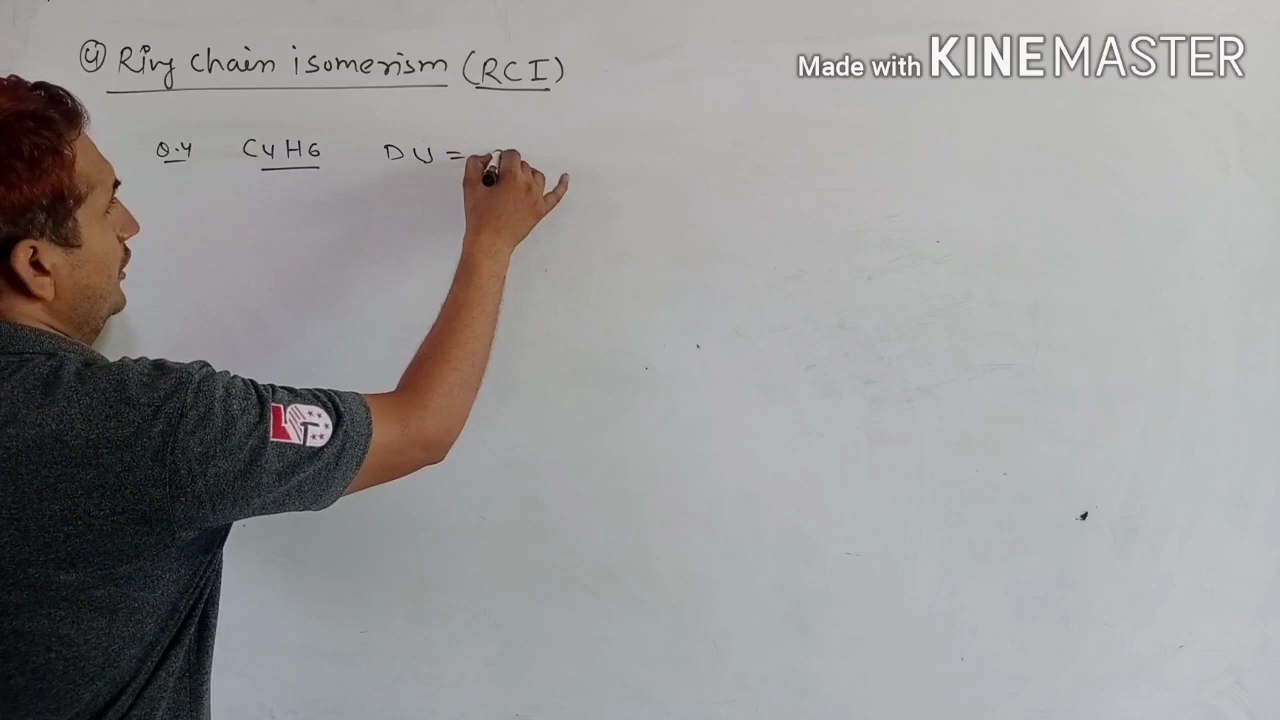 ④ Ring chain isomerism (RCI)
Made with KINEMASTER
Q.4 C4H6 DU =